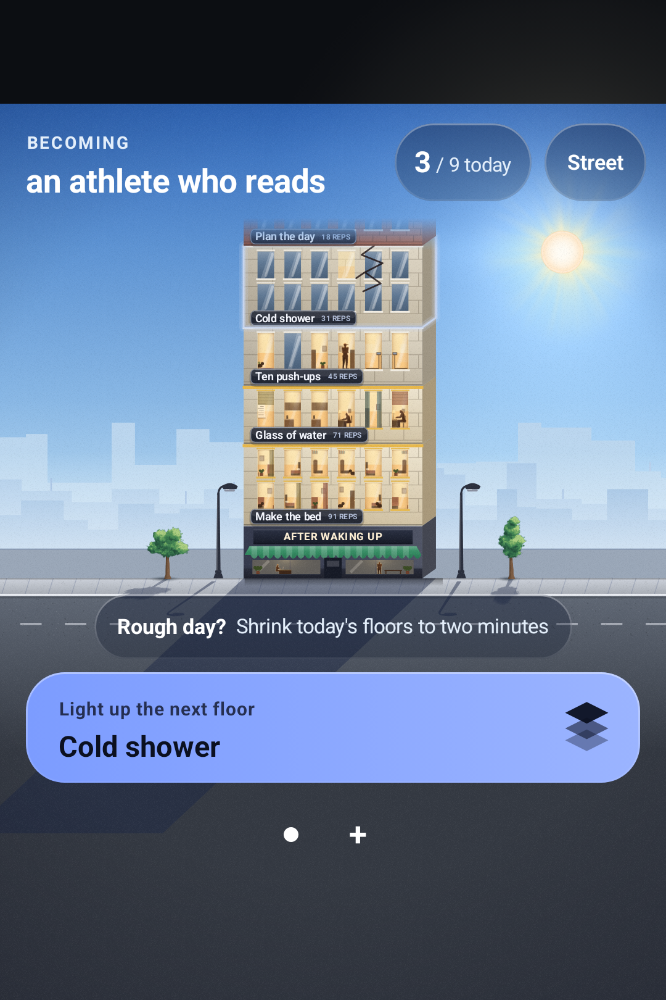 BECOMING
an athlete who reads
3 / 9 today
Street
Plan the day 18 REPS
Cold shower 31 REPS
Ten push-ups 45 REPS
Glass of water 71 REPS
Make the bed 91 REPS
AFTER WAKING UP
Rough day? Shrink today's floors to two minutes
Light up the next floor
Cold shower